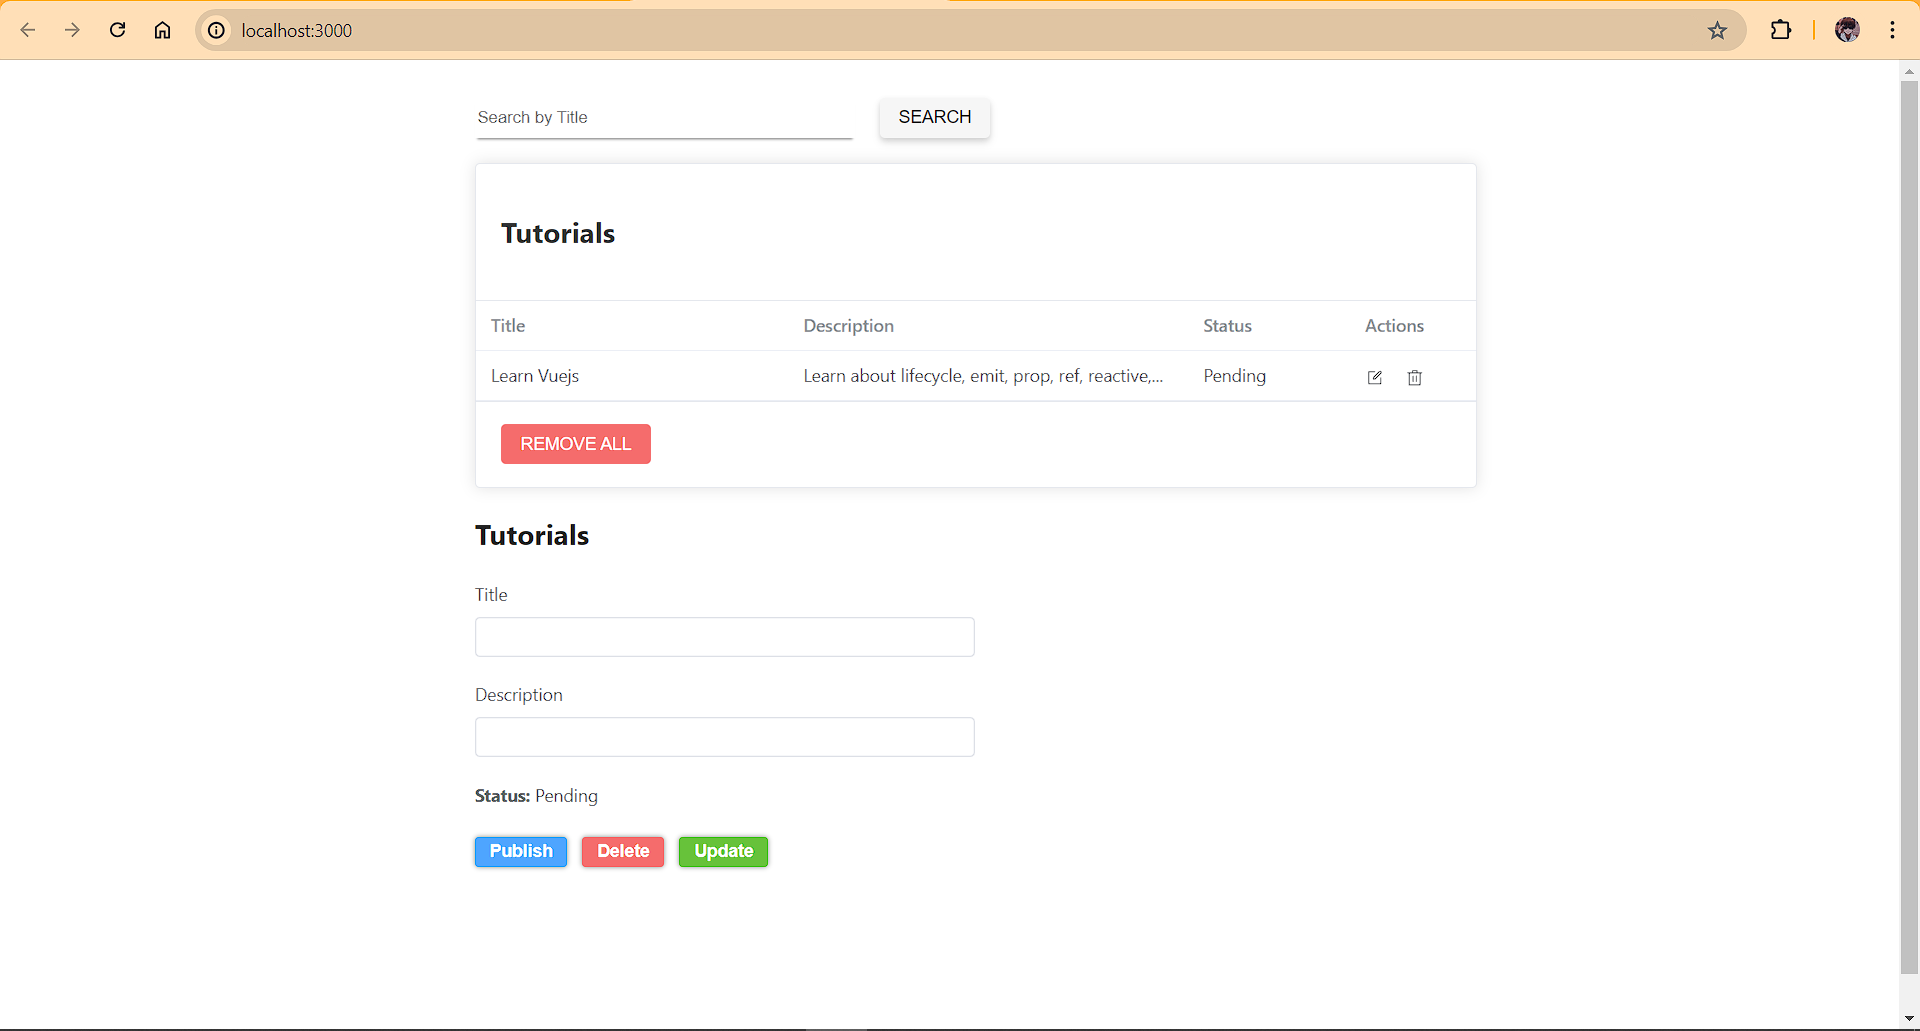 localhost:3000
Search by Title SEARCH
Tutorials
Title Description Status Actions
Learn Vuejs Learn about lifecycle, emit, prop, ref, reactive,... Pending
REMOVE ALL
Tutorials
Title
Description
Status: Pending
Publish Delete Update